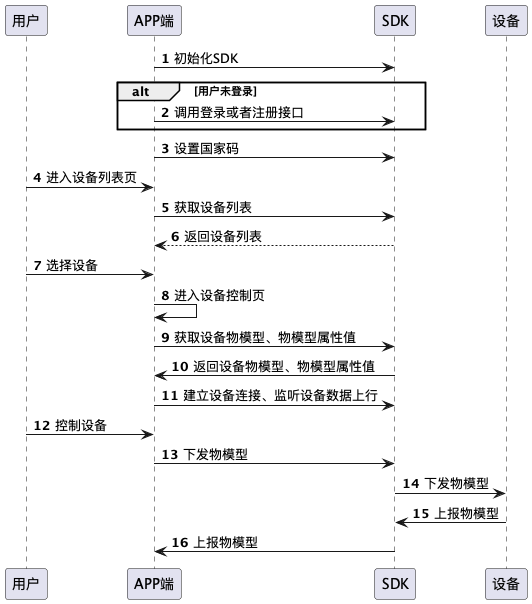 用户 APP端 SDK 设备
1 初始化SDK
alt [用户未登录]
2 调用登录或者注册接口
3 设置国家码
4 进入设备列表页
5 获取设备列表
6 返回设备列表
7 选择设备
8 进入设备控制页
9 获取设备物模型、物模型属性值
10 返回设备物模型、物模型属性值
11 建立设备连接、监听设备数据上行
12 控制设备
13 下发物模型
14 下发物模型
15 上报物模型
16 上报物模型
用户 APP端 SDK 设备